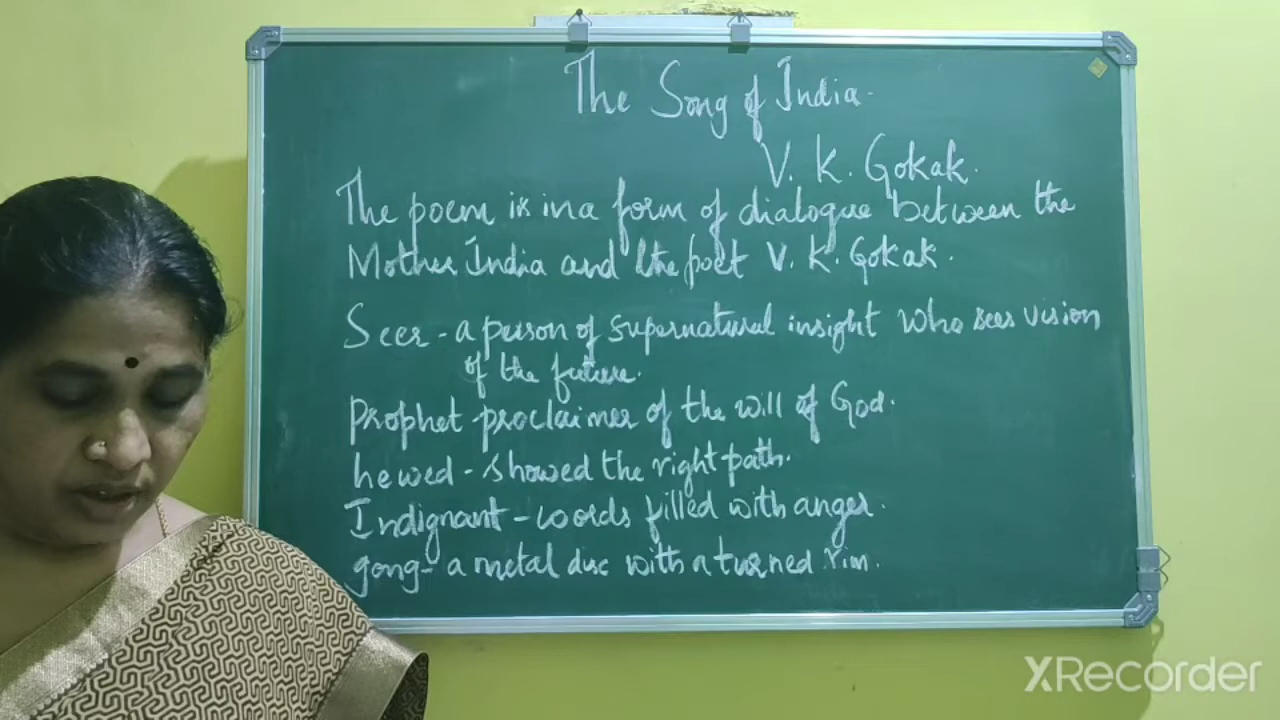 The Song of India.
V. K. Gokak.
The poem is in a form of dialogue between the
Mother India and the poet V. K. Gokak.
Seer - a person of supernatural insight who sees vision
of the future.
Prophet proclaimer of the will of God.
hewed - showed the right path.
Indignant - words filled with anger.
gong - a metal disc with a turned rim.
XRecorder